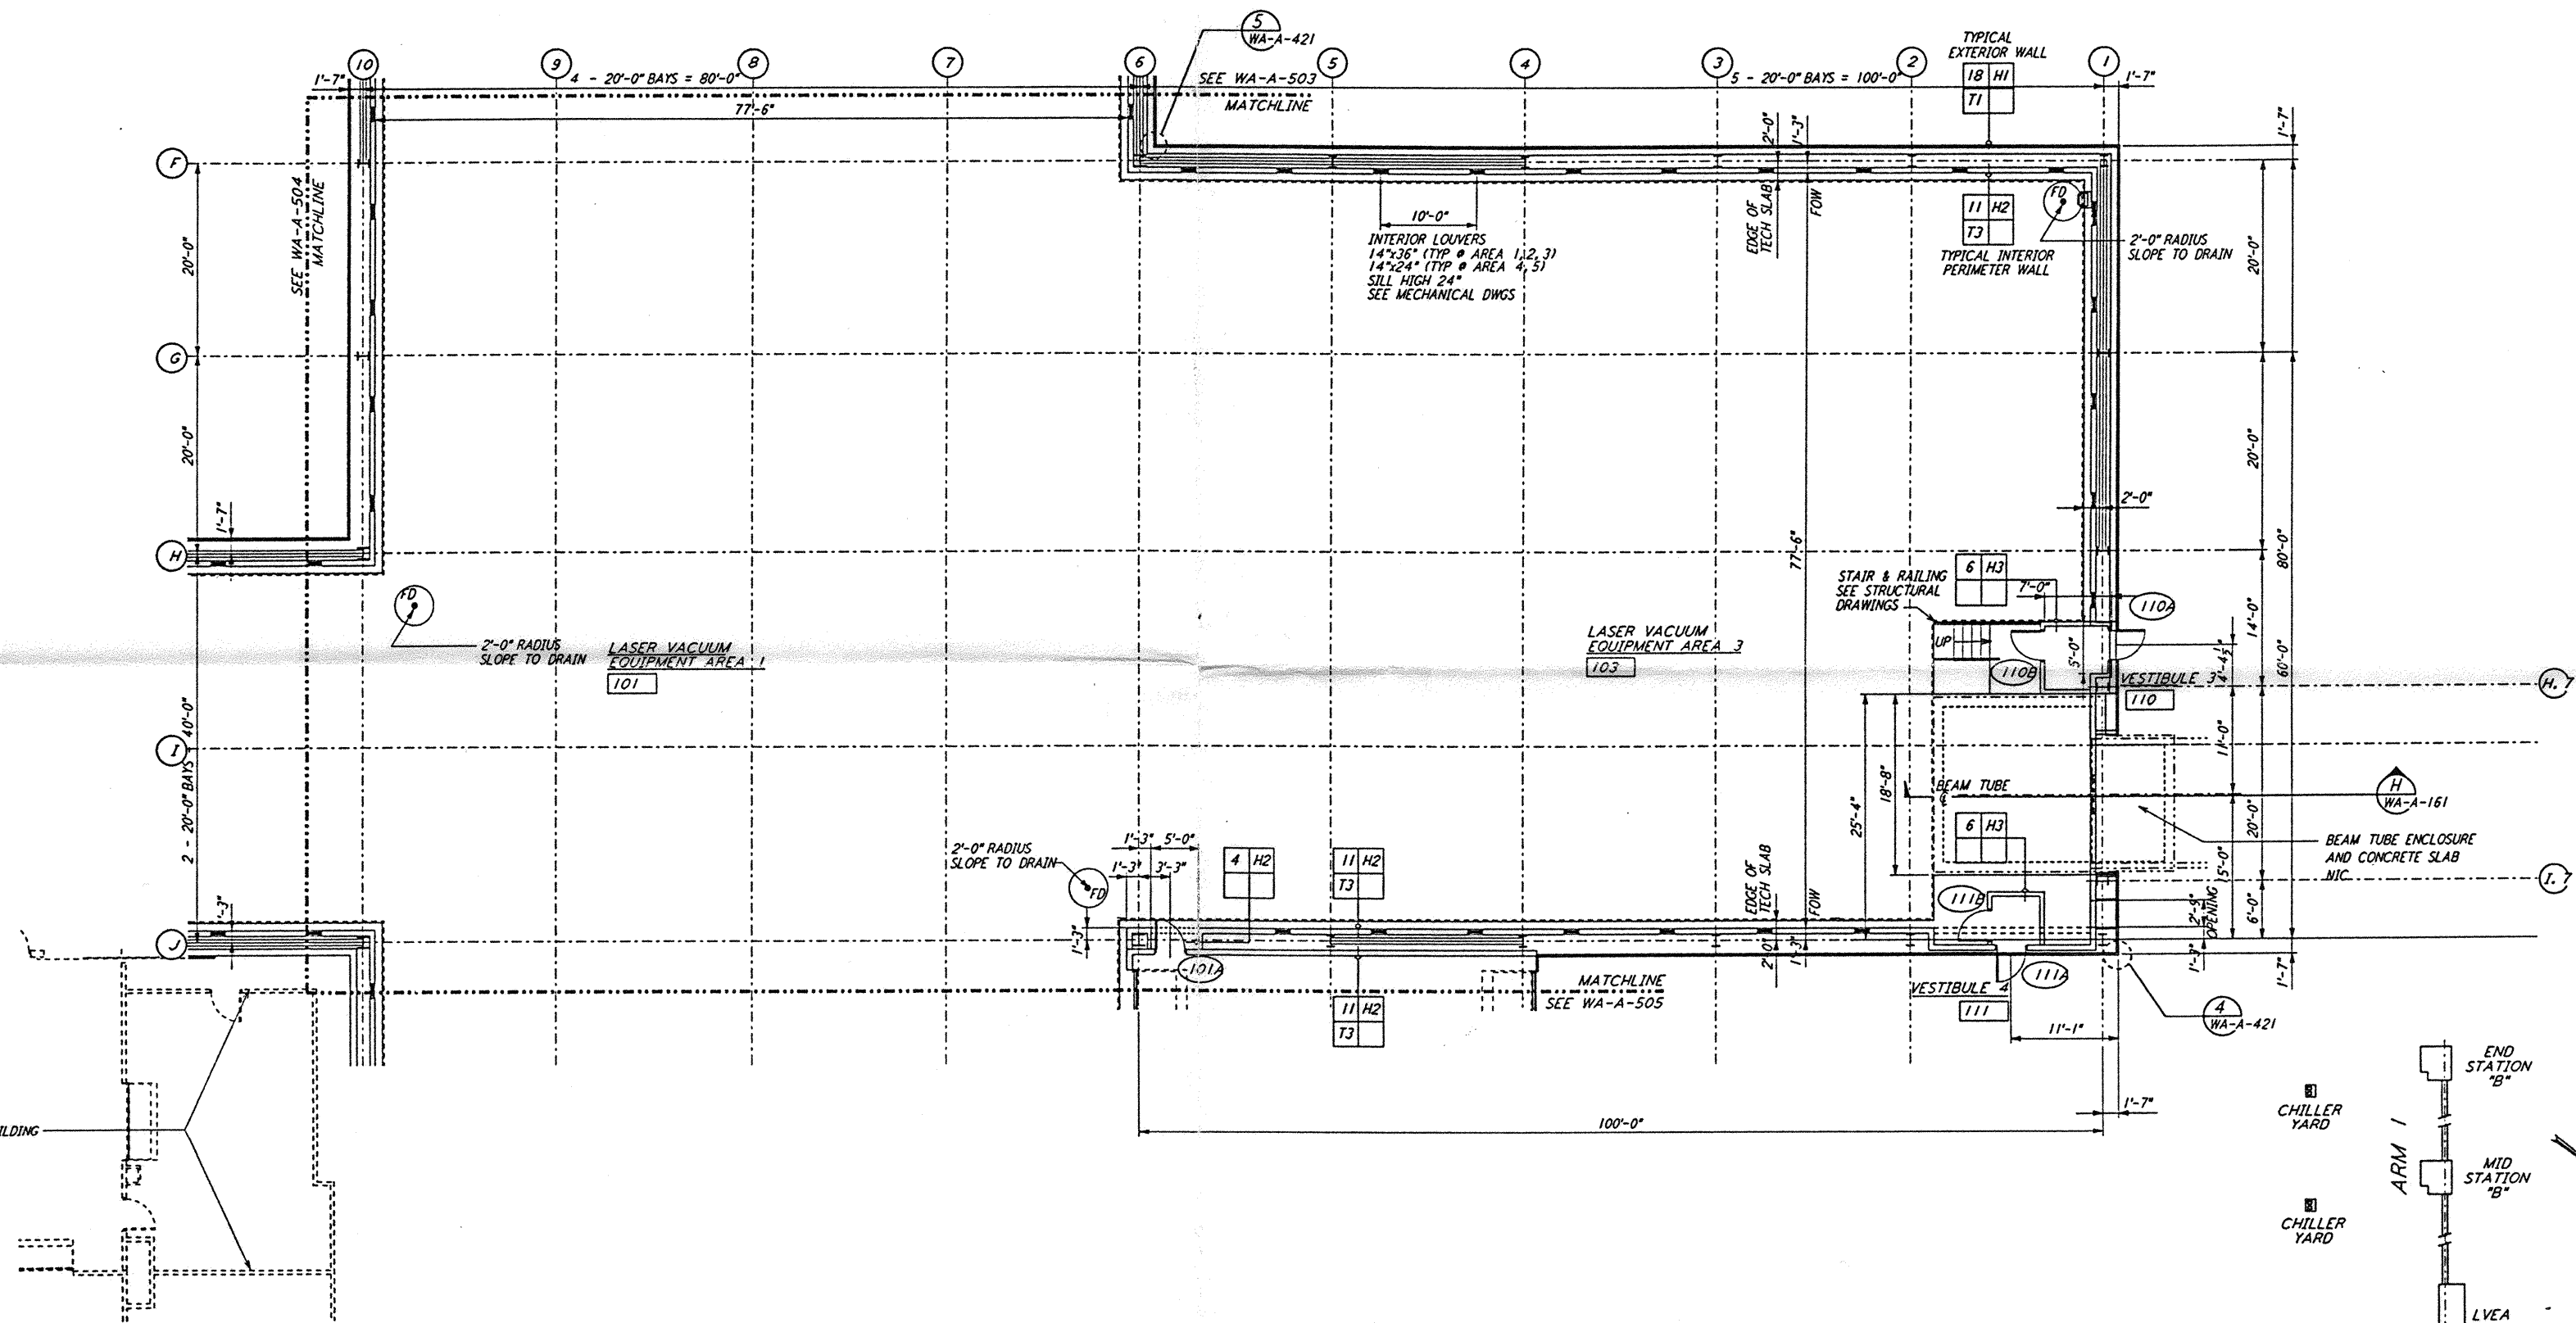 5
WA-A-421
10
9
8
7
6
5
4
3
2
1
TYPICAL
EXTERIOR WALL
18 H1
T1
1'-7"
4 - 20'-0" BAYS = 80'-0"
SEE WA-A-503
MATCHLINE
5 - 20'-0" BAYS = 100'-0"
1'-7"
77'-6"
2'-0"
1'-3"
1'-7"
F
SEE WA-A-504
MATCHLINE
20'-0"
10'-0"
INTERIOR LOUVERS
14"x36" (TYP @ AREA 1,2, 3)
14"x24" (TYP @ AREA 4, 5)
SILL HIGH 24"
SEE MECHANICAL DWGS
EDGE OF
TECH SLAB
FOW
11 H2
T3
TYPICAL INTERIOR
PERIMETER WALL
FD
2'-0" RADIUS
SLOPE TO DRAIN
20'-0"
G
20'-0"
20'-0"
1'-7"
2'-0"
H
77'-6"
80'-0"
FD
2'-0" RADIUS
SLOPE TO DRAIN
LASER VACUUM
EQUIPMENT AREA 1
101
LASER VACUUM
EQUIPMENT AREA 3
103
STAIR & RAILING
SEE STRUCTURAL
DRAWINGS
6 H3
7'-0"
110A
UP
110B
5'-0"
14'-0"
60'-0"
VESTIBULE 3
110
H.7
I
2 - 20'-0" BAYS 40'-0"
11'-0"
25'-4"
18'-8"
BEAM TUBE
H
WA-A-161
6 H3
20'-0"
15'-0"
BEAM TUBE ENCLOSURE
AND CONCRETE SLAB
NIC
I.7
2'-0" RADIUS
SLOPE TO DRAIN
FD
1'-3" 5'-0"
1'-3" 3'-3"
4 H2
11 H2
T3
EDGE OF
TECH SLAB
FOW
111B
OPENING
6'-0"
J
1'-3"
1'-3"
101A
2'-0"
1'-3"
1'-3"
1'-7"
MATCHLINE
SEE WA-A-505
11 H2
T3
111A
VESTIBULE 4
111
11'-1"
4
WA-A-421
1'-7"
100'-0"
END
STATION
"B"
CHILLER
YARD
ARM 1
MID
STATION
"B"
CHILLER
YARD
LVEA